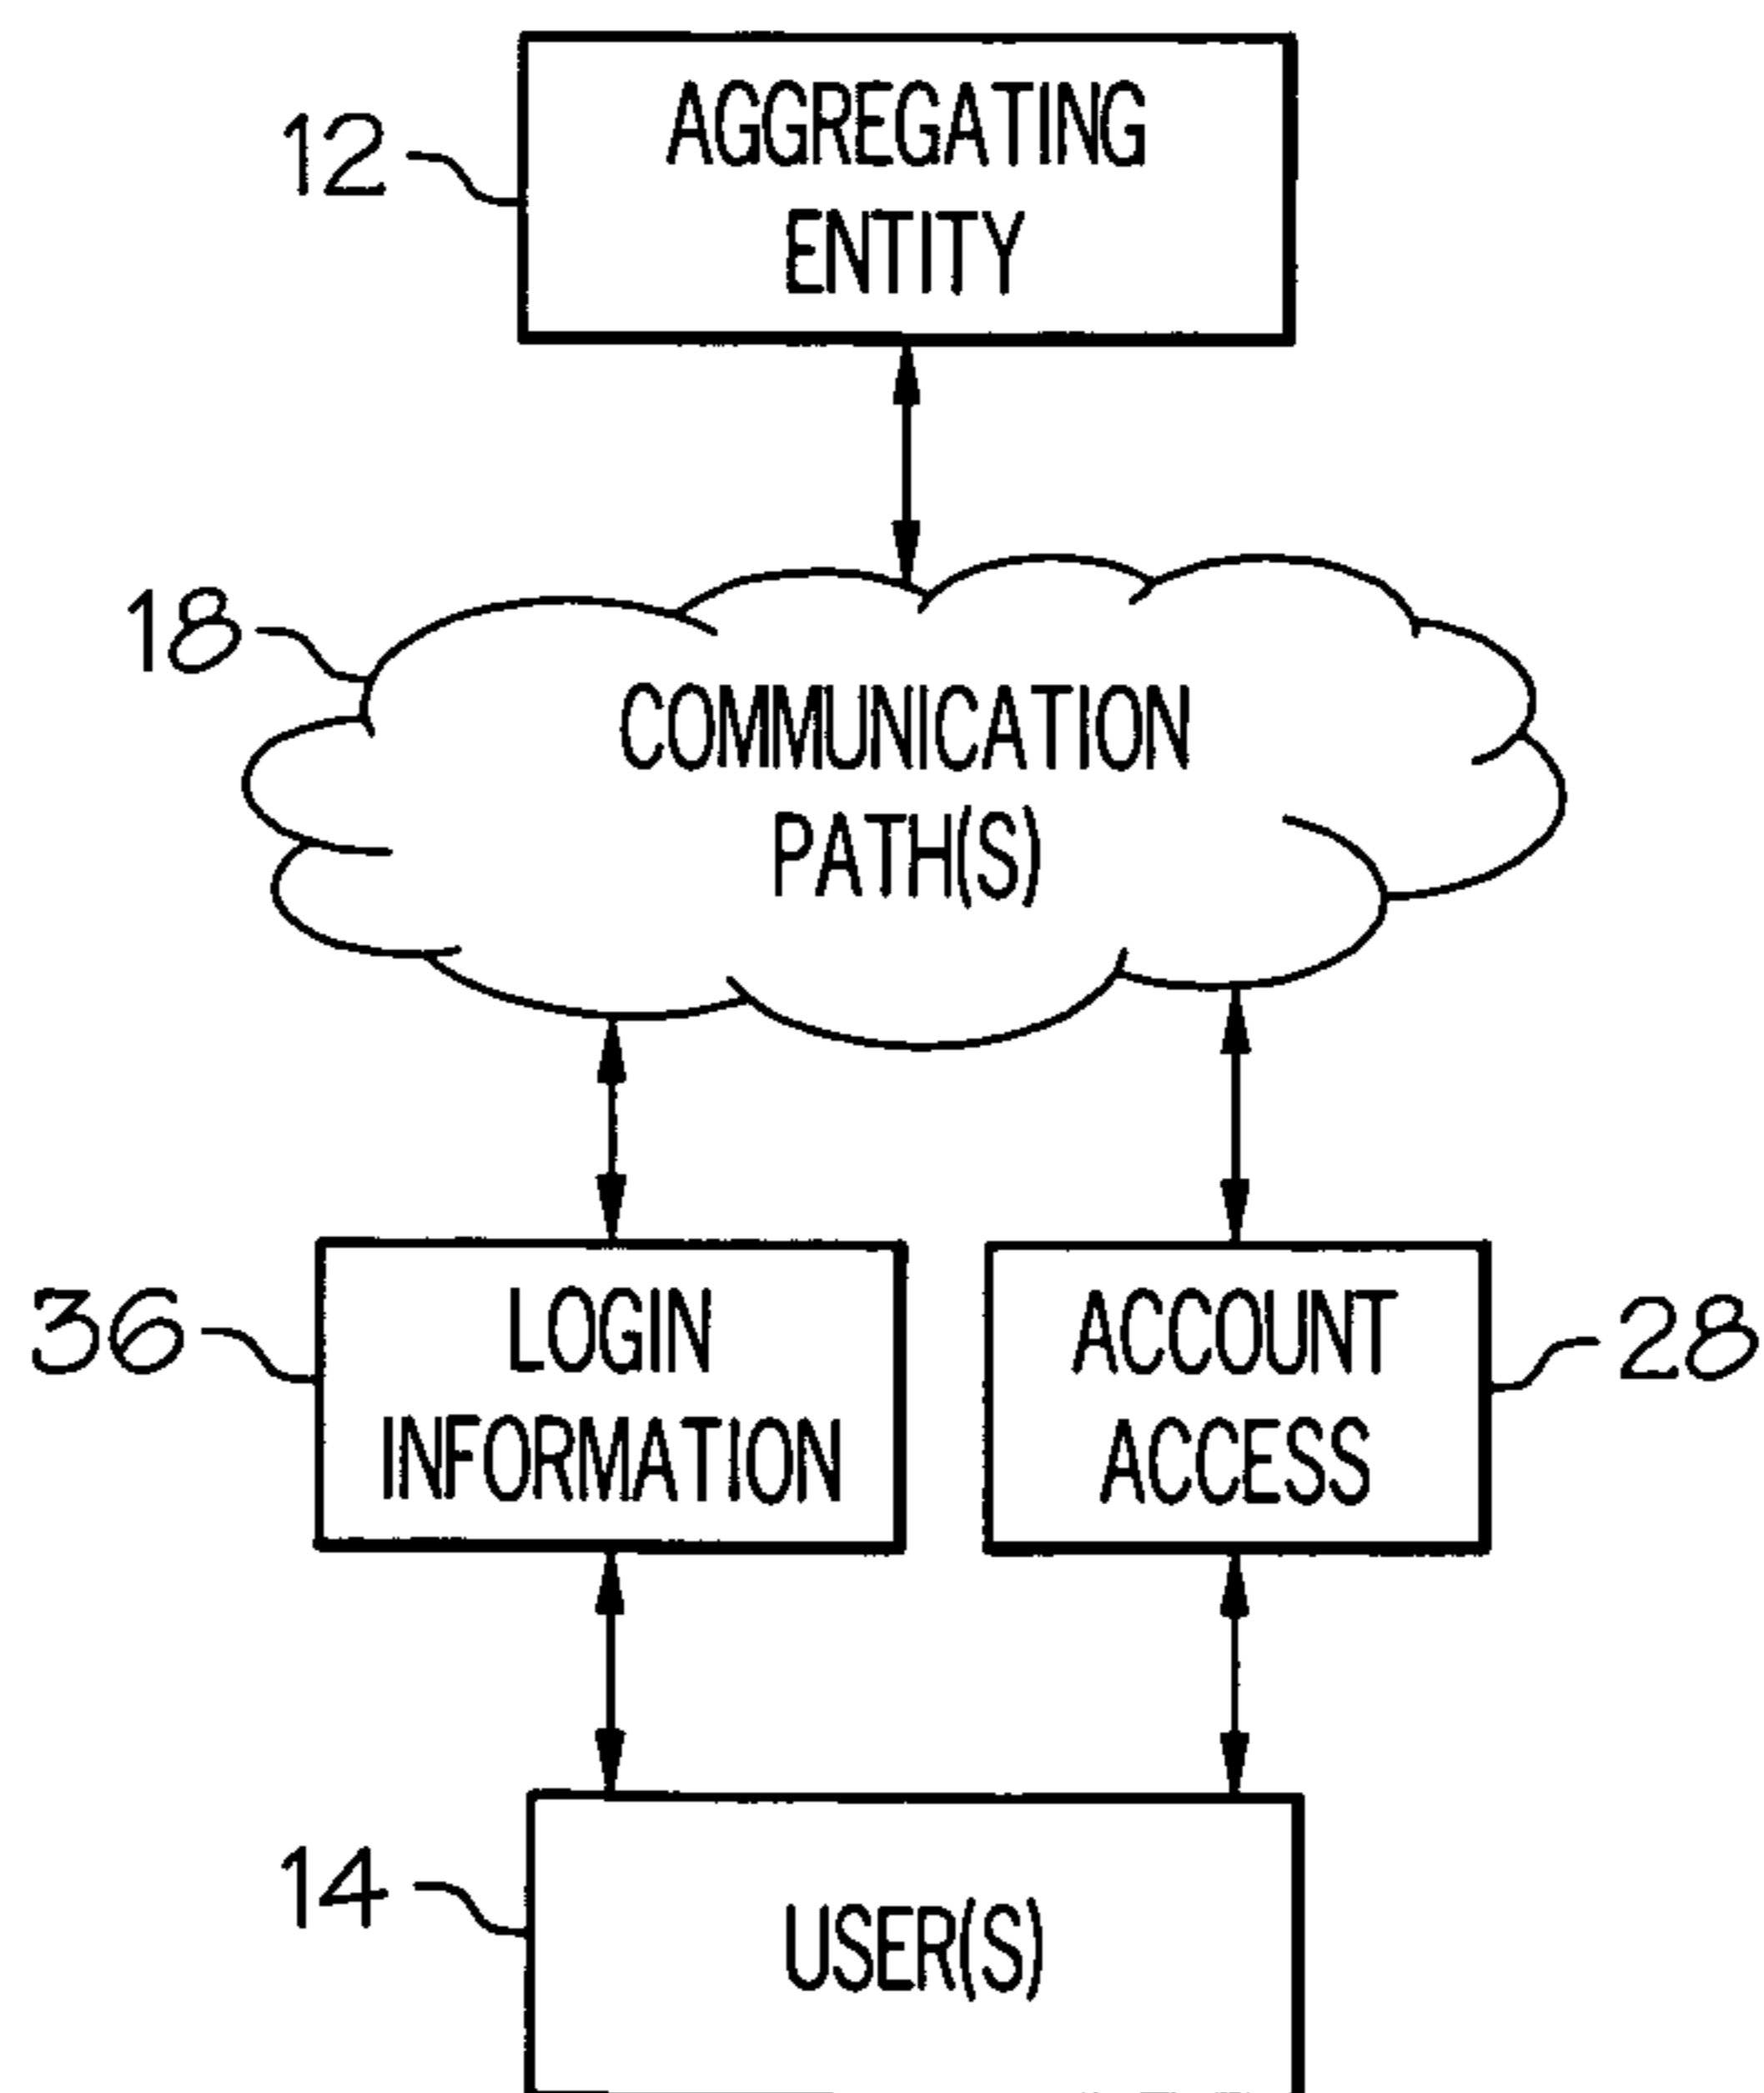 12
AGGREGATING
ENTITY
18
COMMUNICATION
PATH(S)
36
LOGIN
INFORMATION
ACCOUNT
ACCESS
28
14
USER(S)